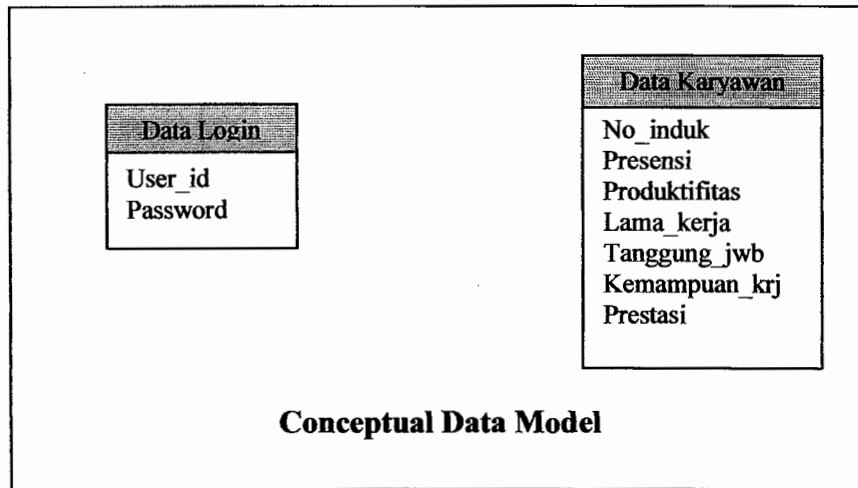 Data Login
User_id
Password
Data Karyawan
No_induk
Presensi
Produktifitas
Lama_kerja
Tanggung_jwb
Kemampuan_krj
Prestasi
Conceptual Data Model